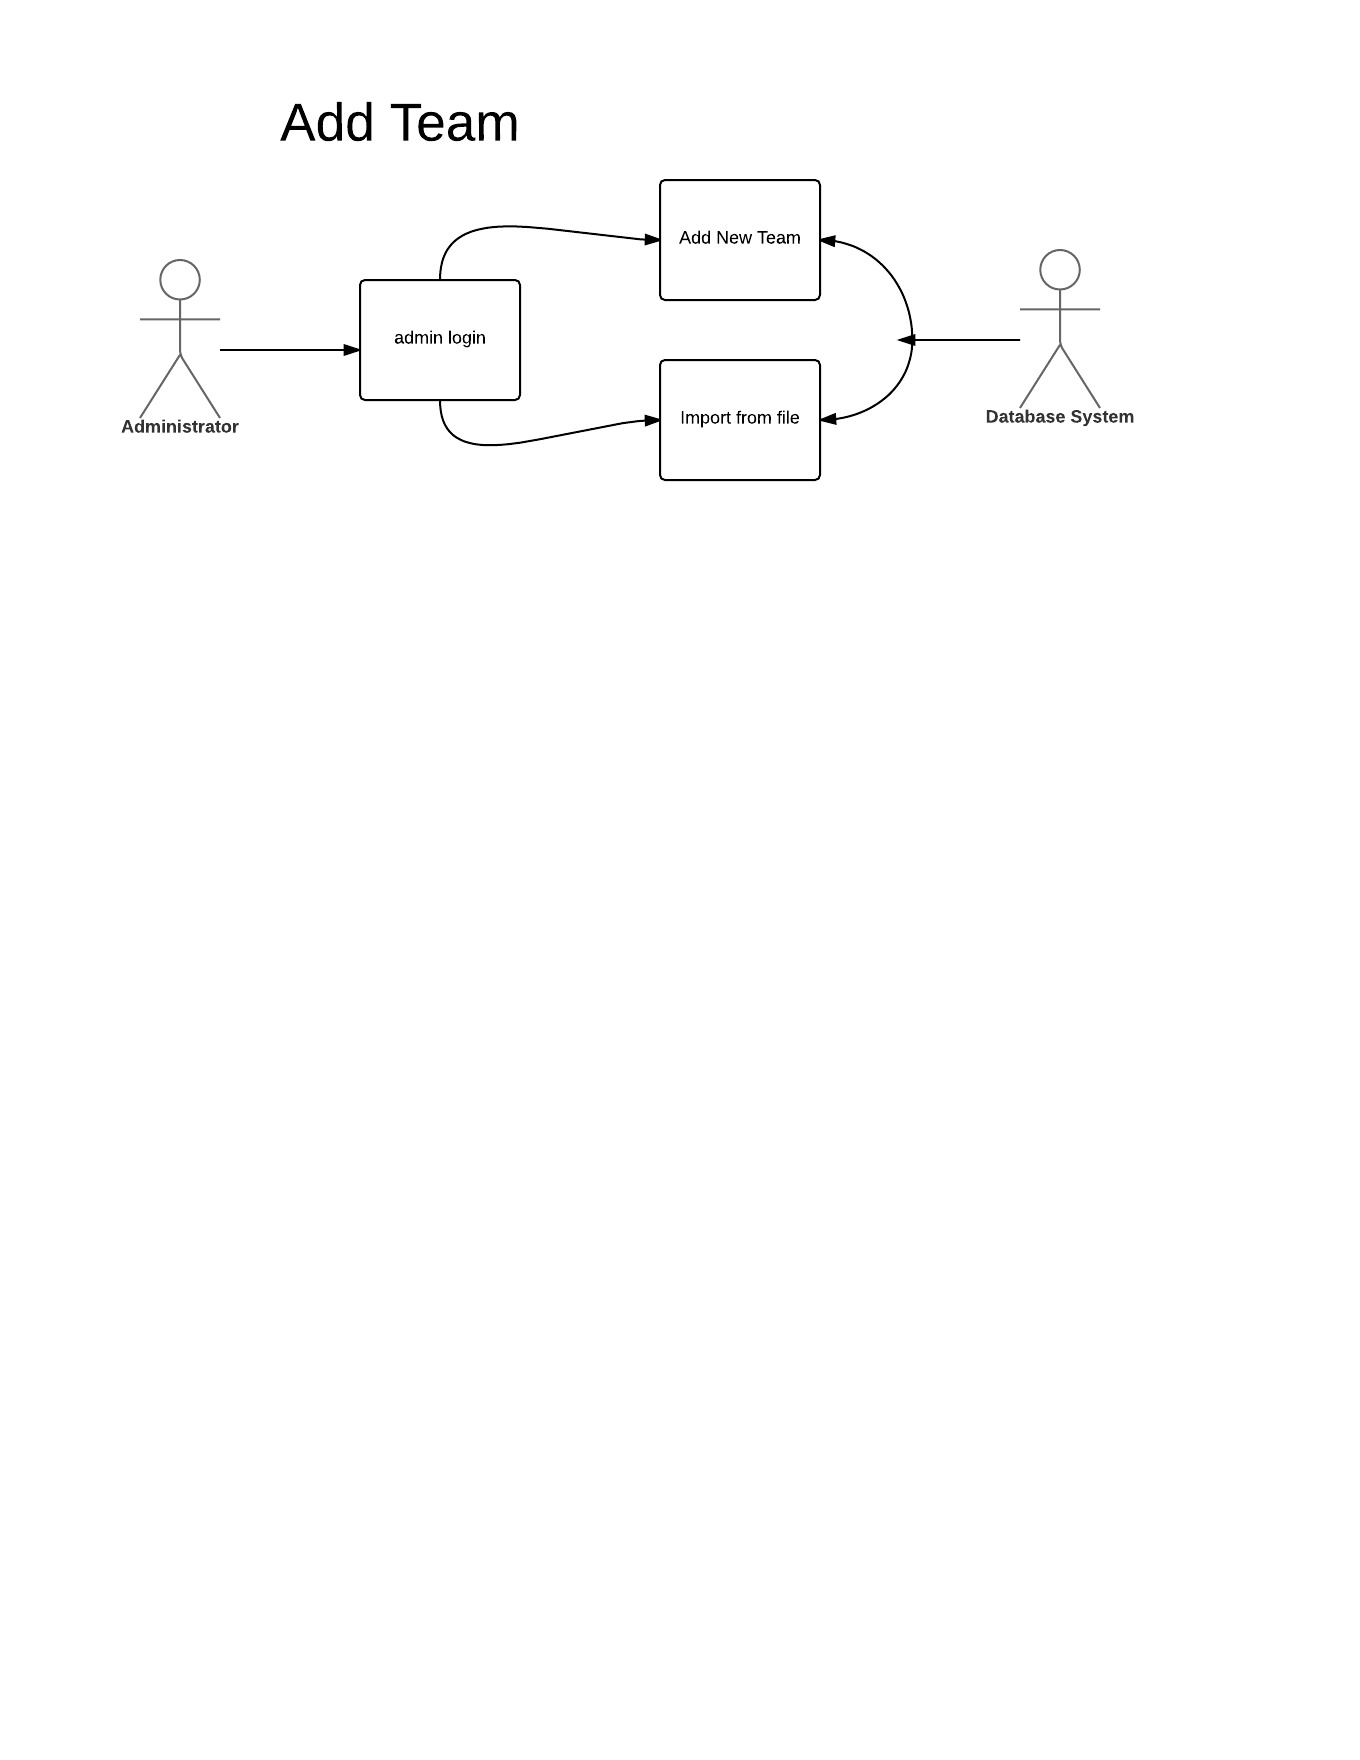 Add Team
Add New Team
admin login
Import from file
Administrator
Database System